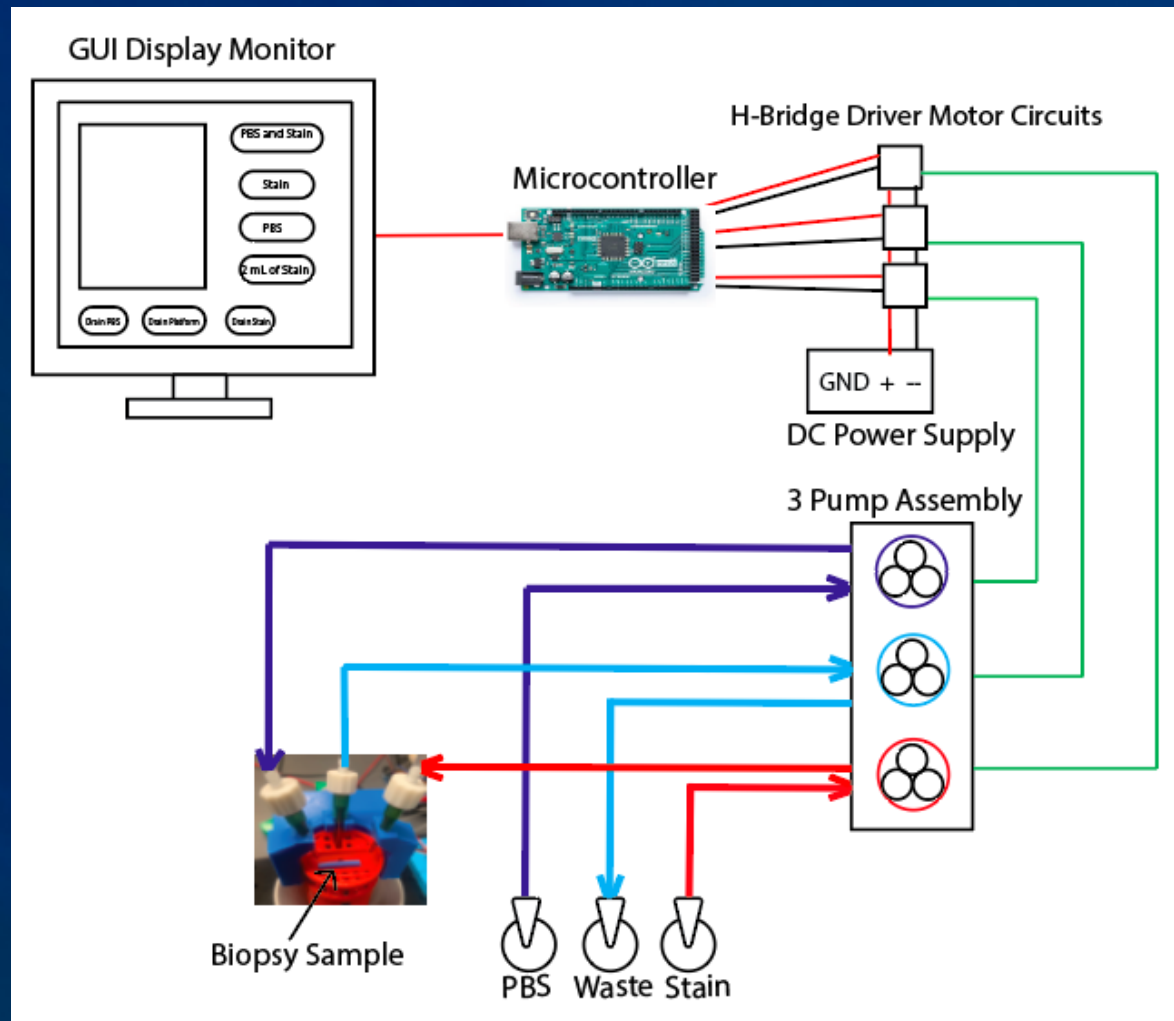 GUI Display Monitor
PBS and Stain
Stain
PBS
2 mL of Stain
Drain PBS
Drain Platform
Drain Stain
Microcontroller
H-Bridge Driver Motor Circuits
GND + --
DC Power Supply
3 Pump Assembly
Biopsy Sample
PBS
Waste
Stain